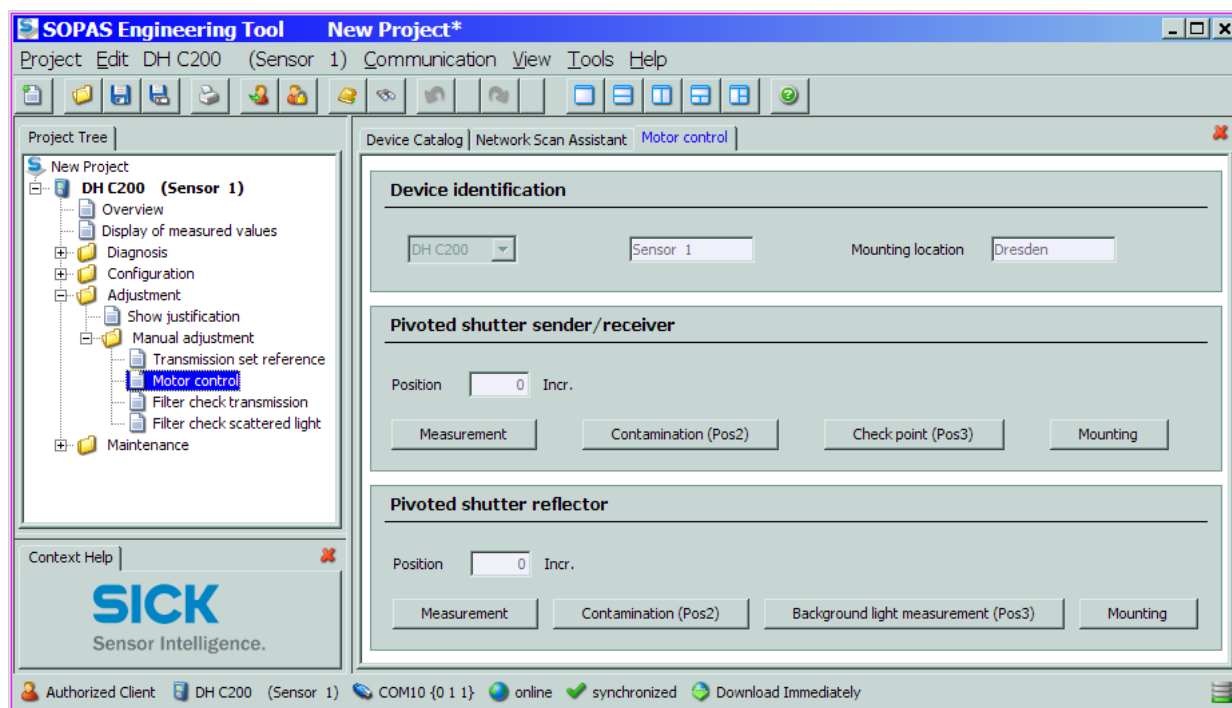 SOPAS Engineering Tool New Project*
Project Edit DH C200 (Sensor 1) Communication View Tools Help
Project Tree
New Project
DH C200 (Sensor 1)
Overview
Display of measured values
Diagnosis
Configuration
Adjustment
Show justification
Manual adjustment
Transmission set reference
Motor control
Filter check transmission
Filter check scattered light
Maintenance
Context Help
SICK
Sensor Intelligence.
Device Catalog Network Scan Assistant Motor control
Device identification
DH C200 Sensor 1 Mounting location Dresden
Pivoted shutter sender/receiver
Position 0 Incr.
Measurement Contamination (Pos2) Check point (Pos3) Mounting
Pivoted shutter reflector
Position 0 Incr.
Measurement Contamination (Pos2) Background light measurement (Pos3) Mounting
Authorized Client DH C200 (Sensor 1) COM10 {0 1 1} online synchronized Download Immediately